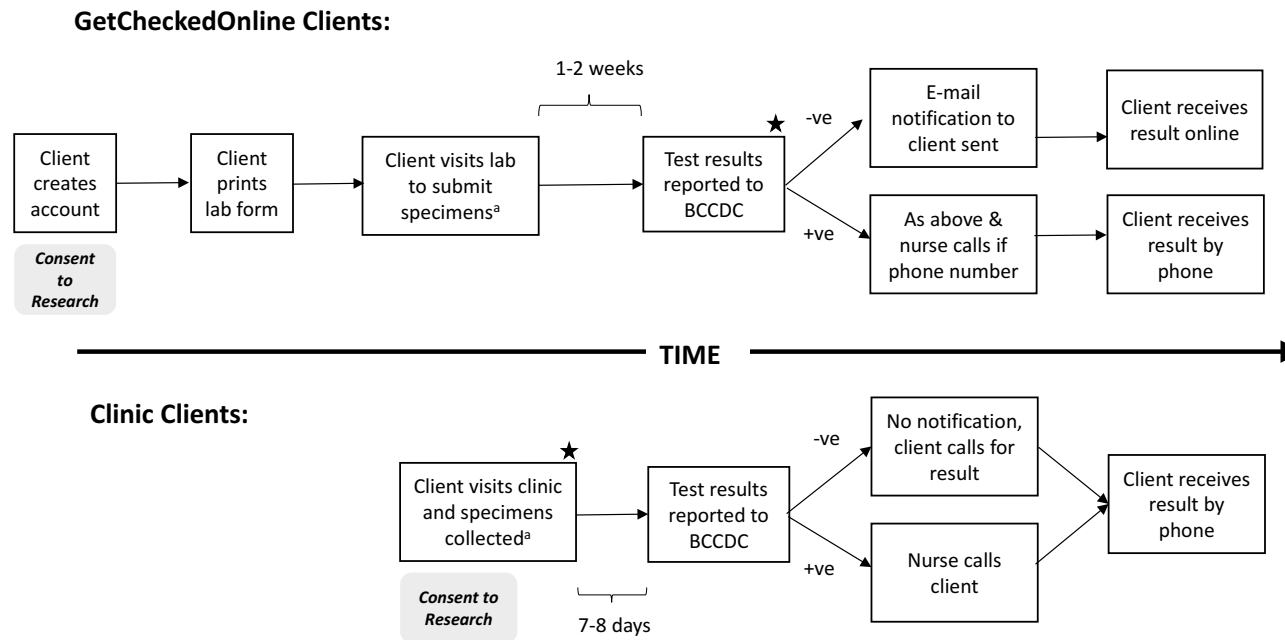 GetCheckedOnline Clients:
1-2 weeks
Client
creates
account
Client
prints
lab form
Client visits lab
to submit
specimensᵃ
Test results
reported to
BCCDC
-ve
E-mail
notification to
client sent
Client receives
result online
+ve
As above &
nurse calls if
phone number
Client receives
result by
phone
Consent
to
Research
TIME
Clinic Clients:
Client visits clinic
and specimens
collectedᵃ
Test results
reported to
BCCDC
-ve
No notification,
client calls for
result
+ve
Nurse calls
client
Client receives
result by
phone
Consent to
Research
7-8 days